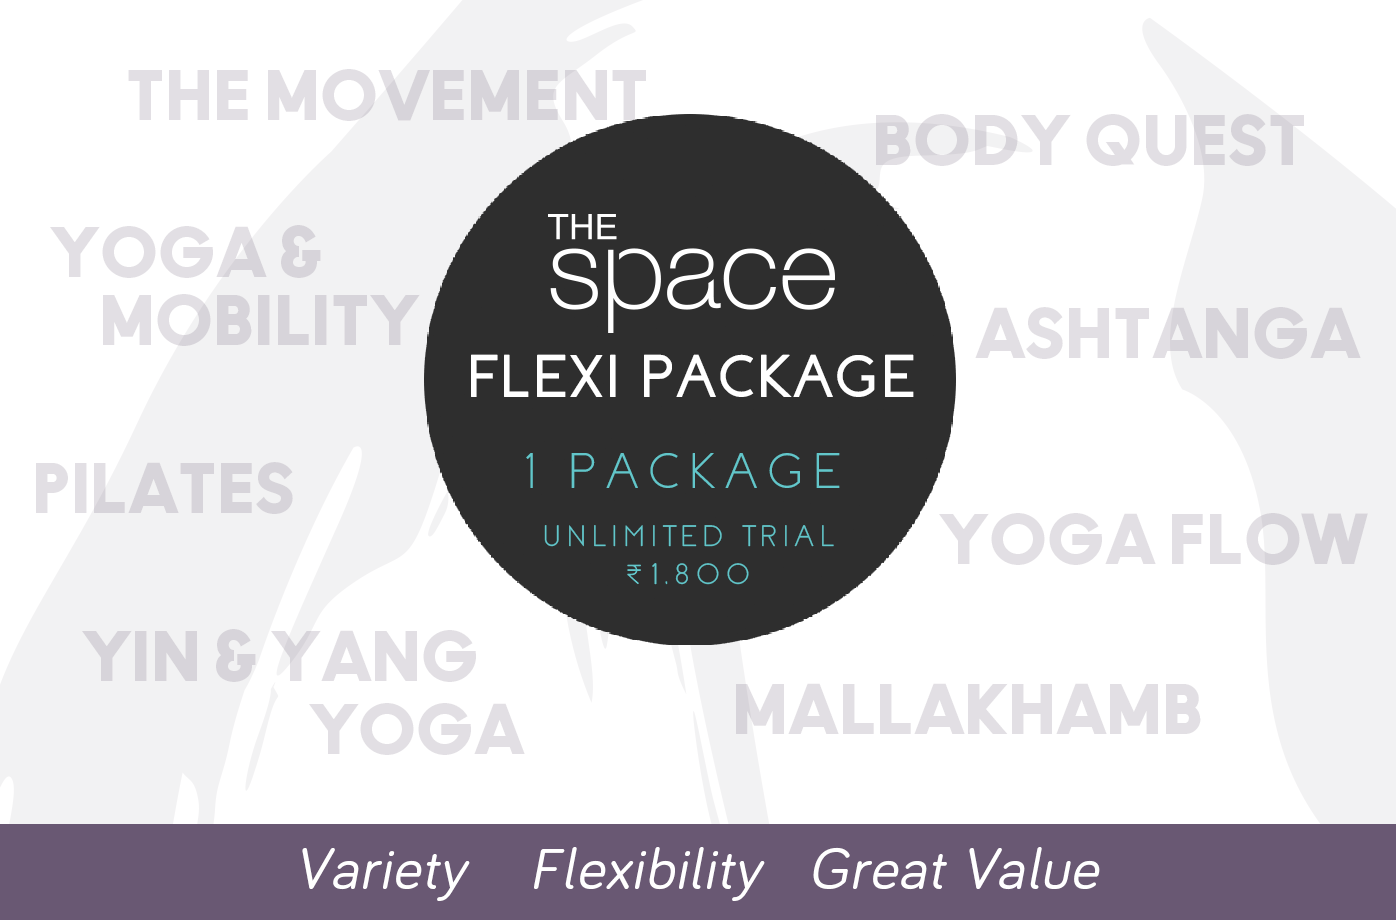 THE MOVEMENT
BODY QUEST
YOGA &
MOBILITY
ASHTANGA
PILATES
YOGA FLOW
YIN & YANG
YOGA
MALLAKHAMB
THE
space
FLEXI PACKAGE
1 PACKAGE
UNLIMITED TRIAL
₹1.800
Variety Flexibility Great Value